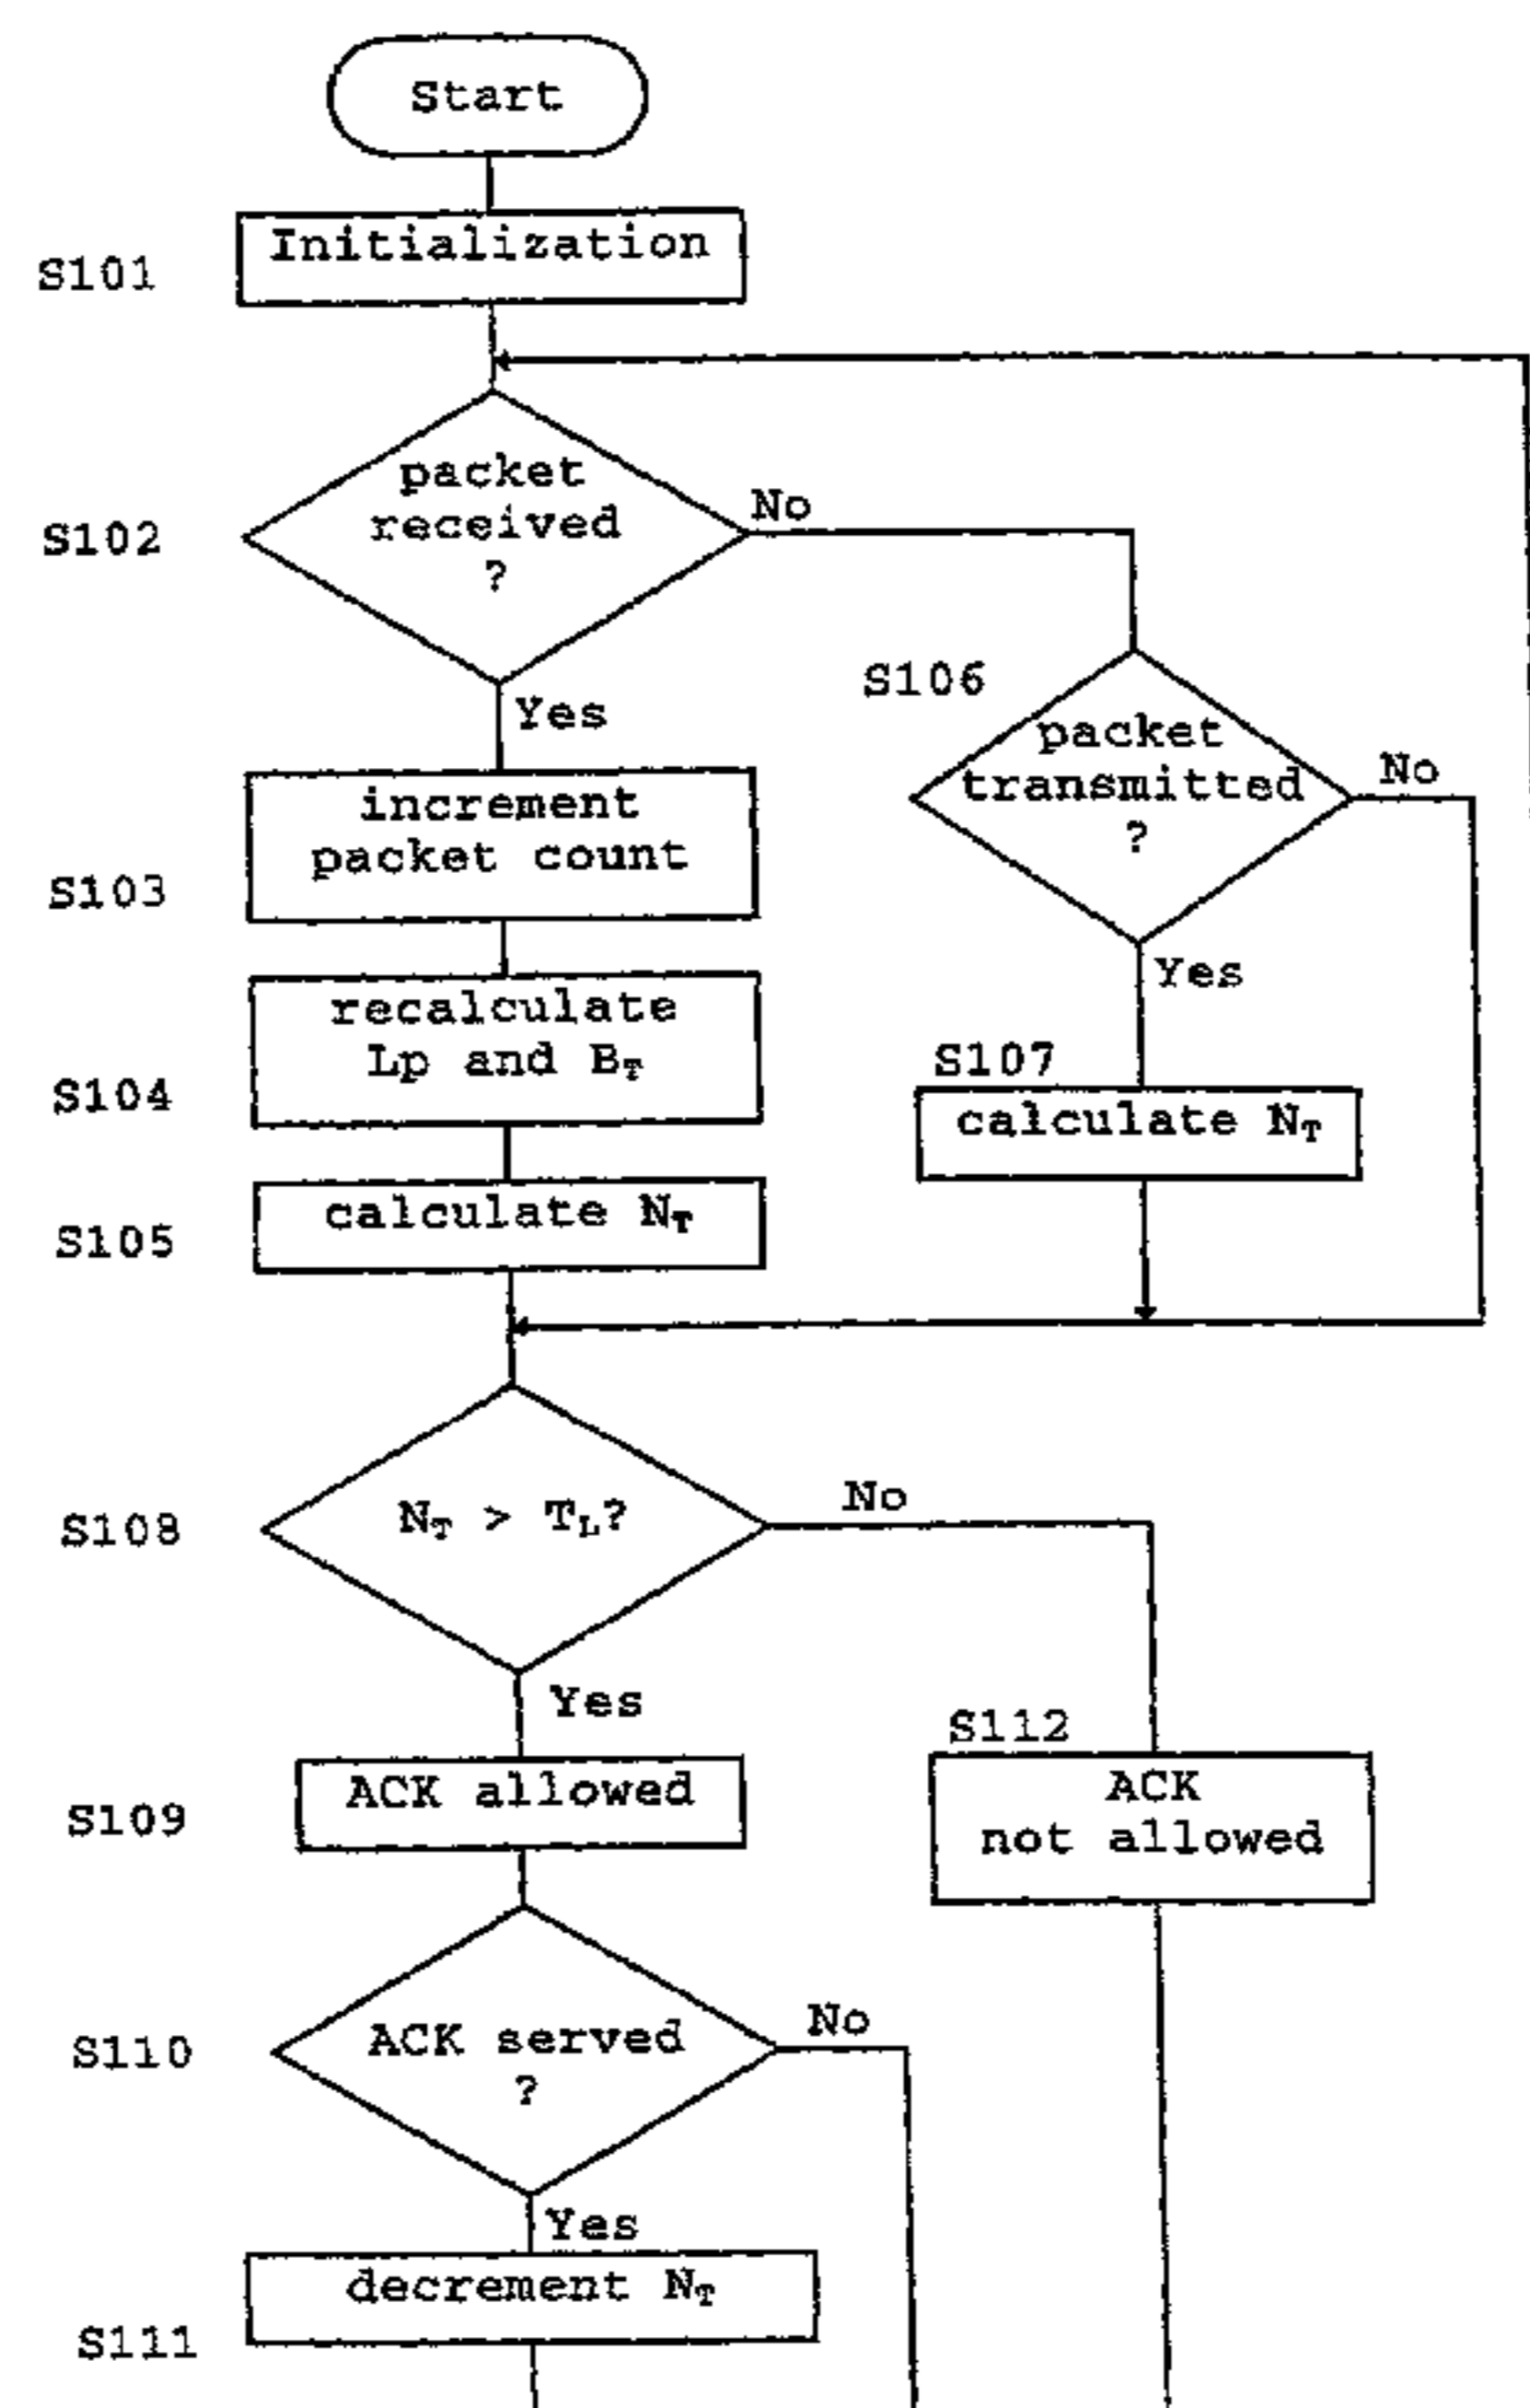 Start
Initialization
S101
packet
received
?
No
S102
Yes
S106
packet
transmitted
?
No
increment
packet count
S103
Yes
recalculate
Lp and B_T
S104
S107
calculate N_T
calculate N_T
S105
N_T > T_L?
No
S108
Yes
S112
ACK allowed
ACK
not allowed
S109
ACK served
?
No
S110
Yes
decrement N_T
S111